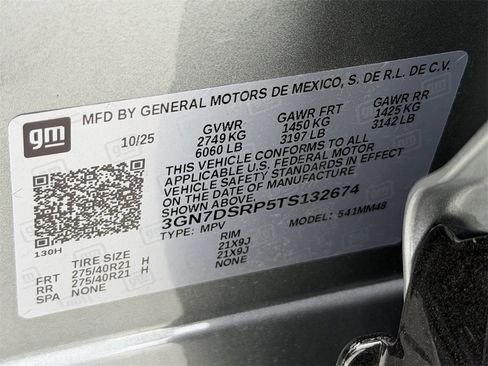 gm
MFD BY GENERAL MOTORS DE MEXICO, S. DE R.L. DE C.V.
10/25 GVWR GAWR FRT GAWR RR
2749 KG 1450 KG 1425 KG
6060 LB 3197 LB 3142 LB
THIS VEHICLE CONFORMS TO ALL
APPLICABLE U.S. FEDERAL MOTOR
VEHICLE SAFETY STANDARDS IN EFFECT
ON THE DATE OF MANUFACTURE
SHOWN ABOVE
3GN7DSRP5TS132674
TYPE: MPV MODEL: 541MM48
130H
TIRE SIZE RIM
FRT 275/40R21 H 21X9J
RR 275/40R21 H 21X9J
SPA NONE NONE